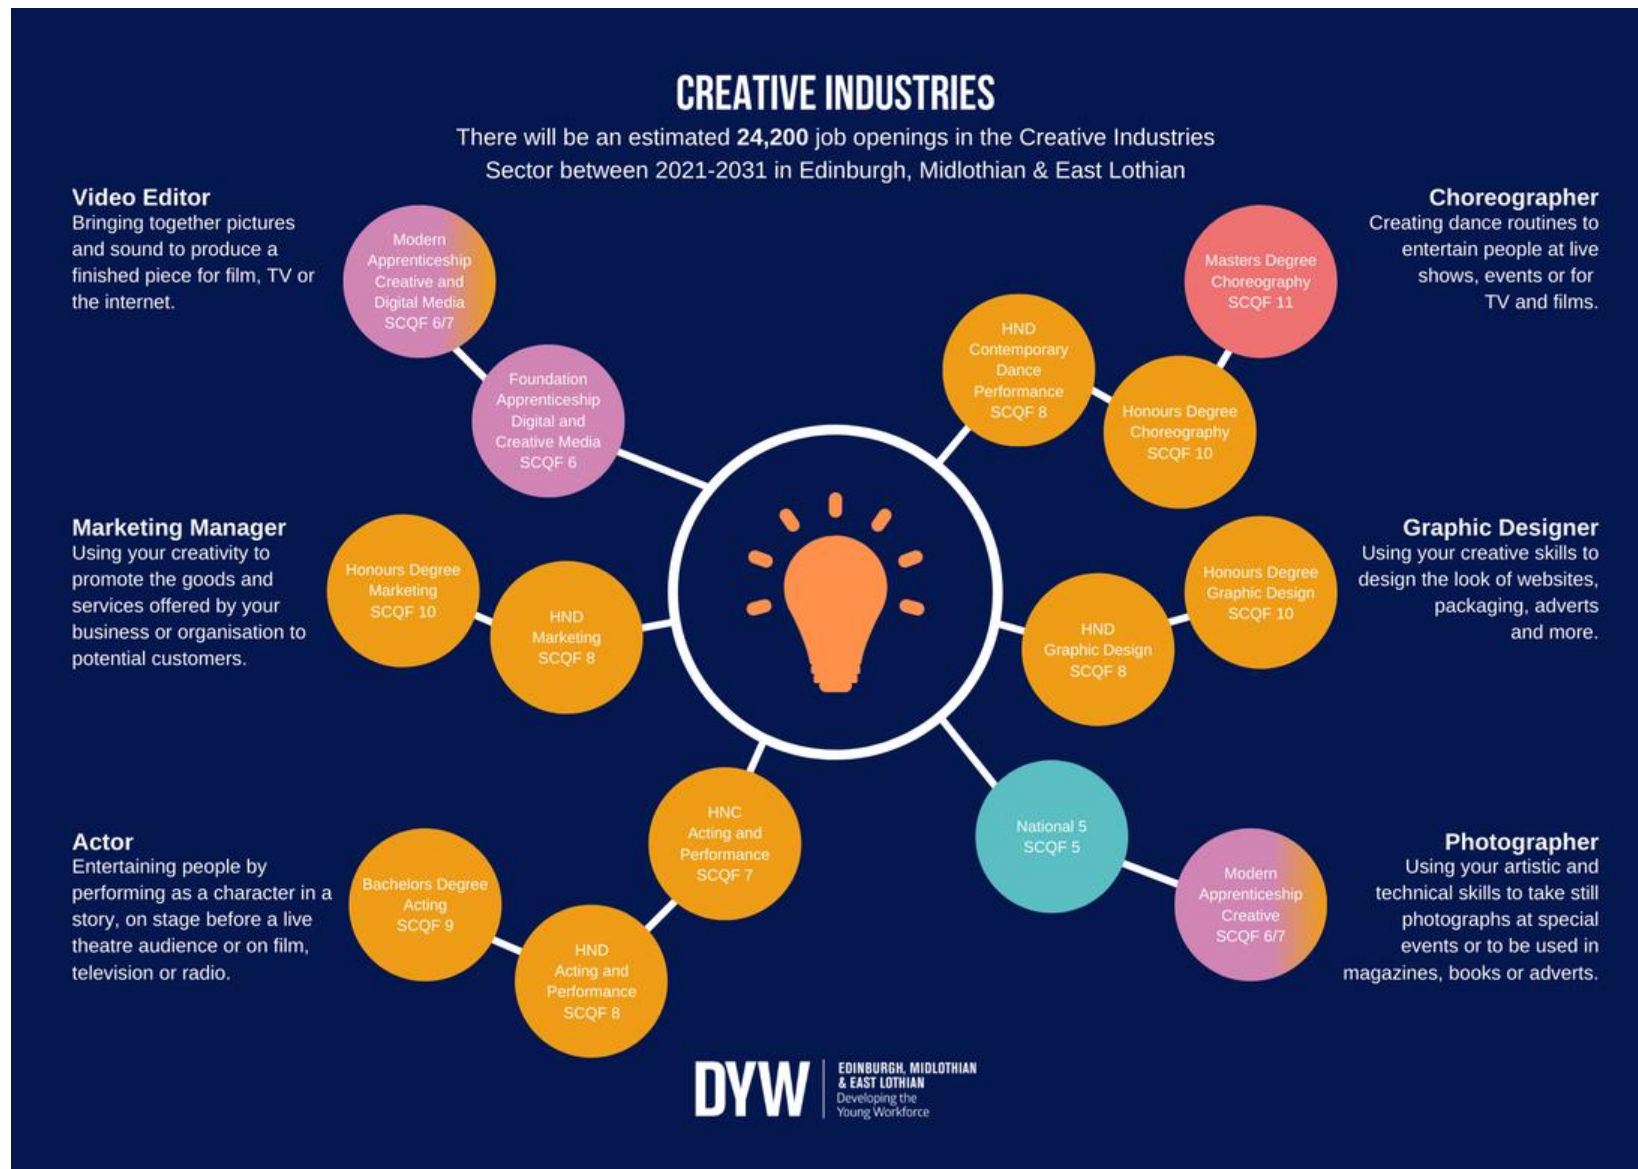 CREATIVE INDUSTRIES
There will be an estimated 24,200 job openings in the Creative Industries
Sector between 2021-2031 in Edinburgh, Midlothian & East Lothian
Video Editor
Bringing together pictures
and sound to produce a
finished piece for film, TV or
the internet.
Modern
Apprenticeship
Creative and
Digital Media
SCQF 6/7
Foundation
Apprenticeship
Digital and
Creative Media
SCQF 6
Marketing Manager
Using your creativity to
promote the goods and
services offered by your
business or organisation to
potential customers.
Honours Degree
Marketing
SCQF 10
HND
Marketing
SCQF 8
Actor
Entertaining people by
performing as a character in a
story, on stage before a live
theatre audience or on film,
television or radio.
Bachelors Degree
Acting
SCQF 9
HND
Acting and
Performance
SCQF 8
HNC
Acting and
Performance
SCQF 7
Choreographer
Creating dance routines to
entertain people at live
shows, events or for
TV and films.
Masters Degree
Choreography
SCQF 11
HND
Contemporary
Dance
Performance
SCQF 8
Honours Degree
Choreography
SCQF 10
Graphic Designer
Using your creative skills to
design the look of websites,
packaging, adverts
and more.
Honours Degree
Graphic Design
SCQF 10
HND
Graphic Design
SCQF 8
Photographer
Using your artistic and
technical skills to take still
photographs at special
events or to be used in
magazines, books or adverts.
National 5
SCQF 5
Modern
Apprenticeship
Creative
SCQF 6/7
DYW
EDINBURGH, MIDLOTHIAN
& EAST LOTHIAN
Developing the
Young Workforce